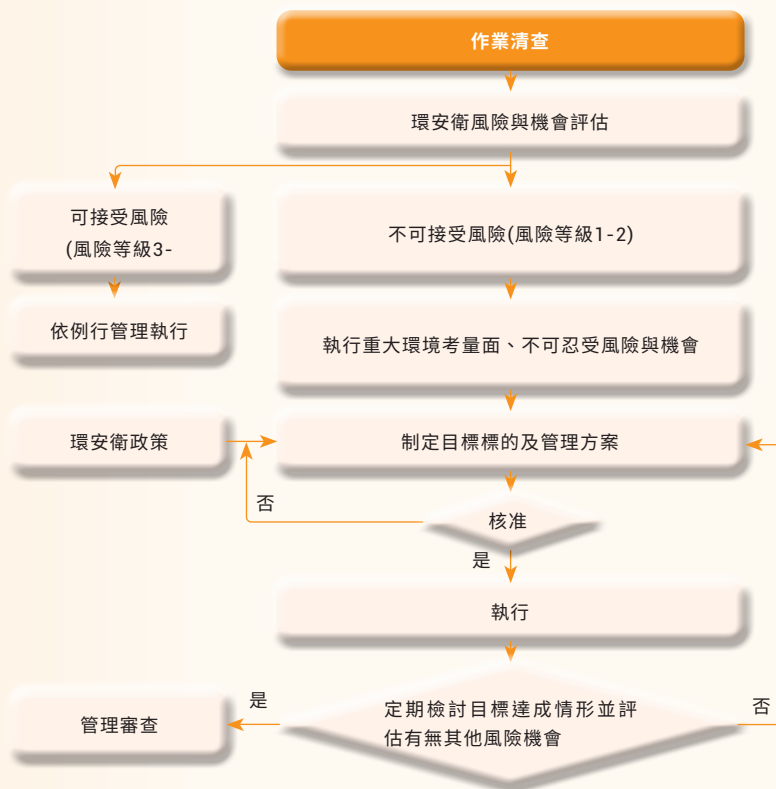 作業清查
環安衛風險與機會評估
可接受風險
(風險等級3-
不可接受風險(風險等級1-2)
依例行管理執行
執行重大環境考量面、不可忍受風險與機會
環安衛政策
制定目標標的及管理方案
否
核准
是
執行
是
定期檢討目標達成情形並評
估有無其他風險機會
否
管理審查